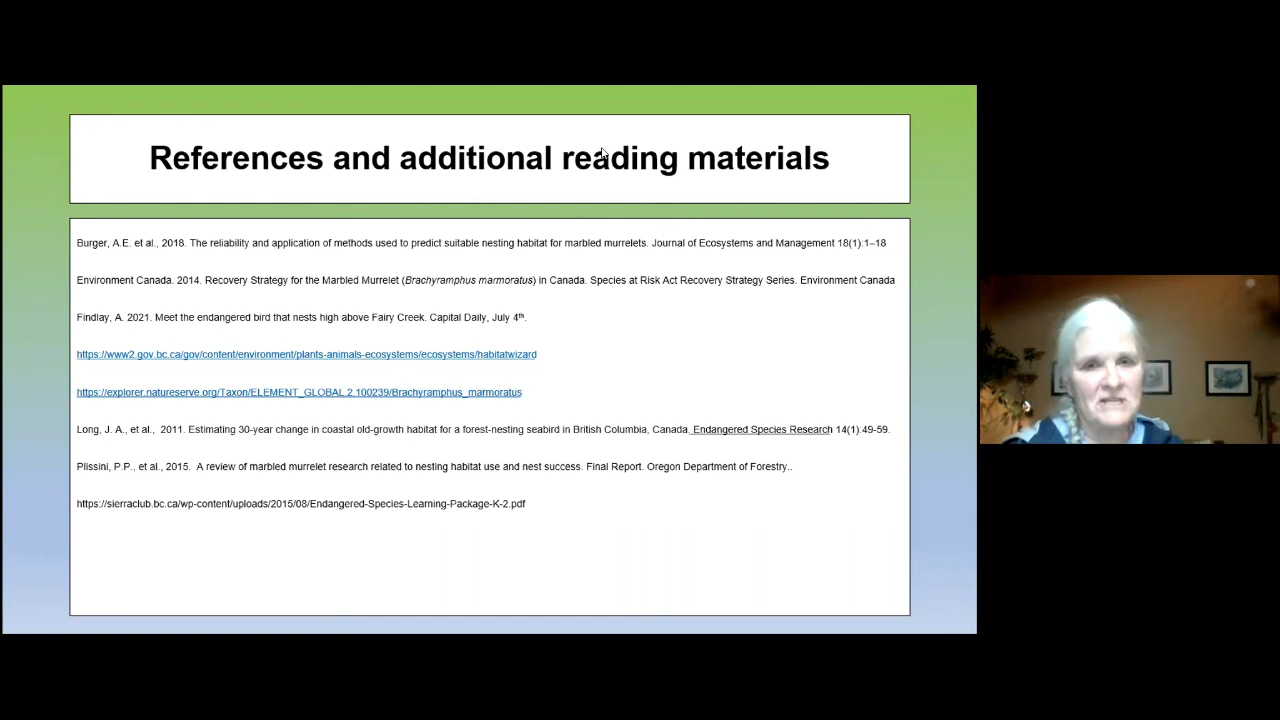 References and additional reading materials
Burger, A.E. et al., 2018. The reliability and application of methods used to predict suitable nesting habitat for marbled murrelets. Journal of Ecosystems and Management 18(1):1–18
Environment Canada. 2014. Recovery Strategy for the Marbled Murrelet (Brachyramphus marmoratus) in Canada. Species at Risk Act Recovery Strategy Series. Environment Canada
Findlay, A. 2021. Meet the endangered bird that nests high above Fairy Creek. Capital Daily, July 4th.
https://www2.gov.bc.ca/gov/content/environment/plants-animals-ecosystems/ecosystems/habitatwizard
https://explorer.natureserve.org/Taxon/ELEMENT_GLOBAL.2.100239/Brachyramphus_marmoratus
Long, J. A., et al., 2011. Estimating 30-year change in coastal old-growth habitat for a forest-nesting seabird in British Columbia, Canada. Endangered Species Research 14(1):49-59.
Plissini, P.P., et al., 2015. A review of marbled murrelet research related to nesting habitat use and nest success. Final Report. Oregon Department of Forestry..
https://sierraclub.bc.ca/wp-content/uploads/2015/08/Endangered-Species-Learning-Package-K-2.pdf